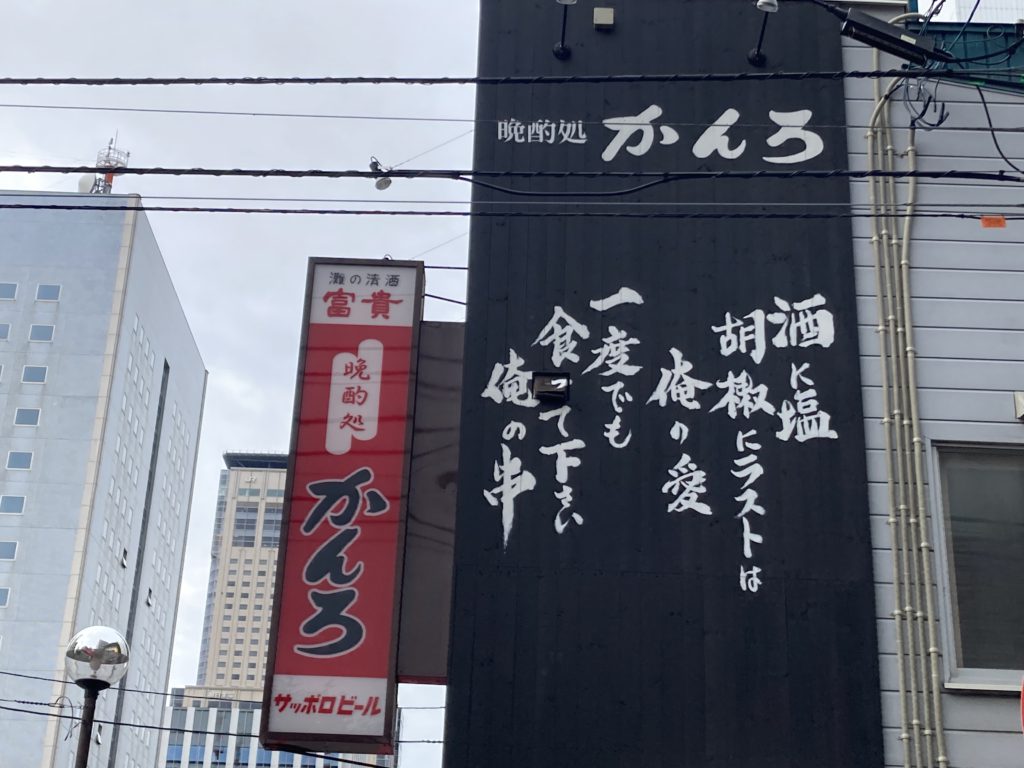 晩酌処 かんろ
酒に塩
胡椒にラストは
俺の愛
一度でも
食って下さい
俺の串
灘の清酒
富貴
晩酌処
かんろ
サッポロビール